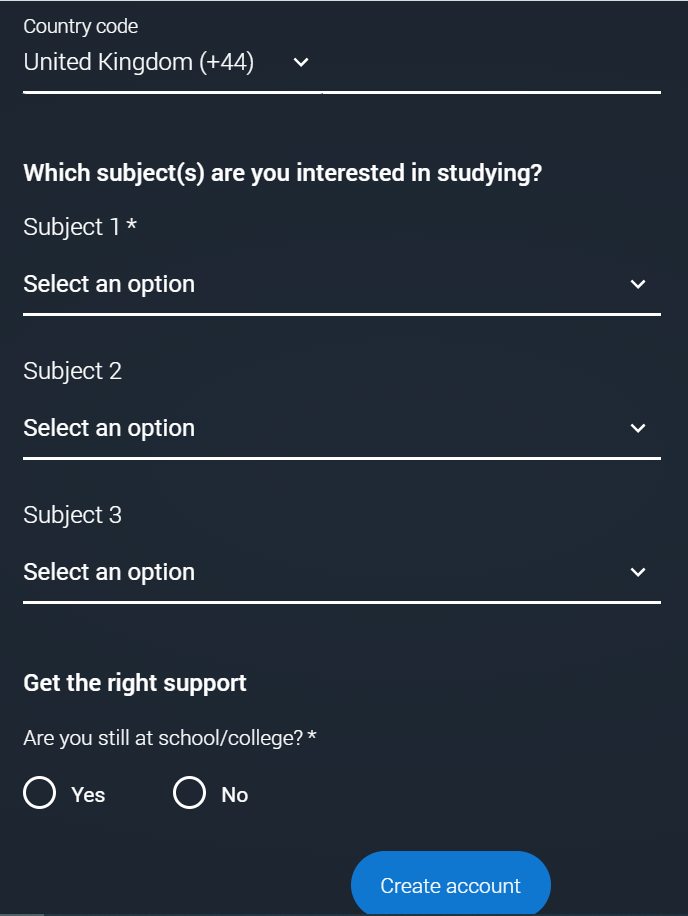 Country code
United Kingdom (+44)
Which subject(s) are you interested in studying?
Subject 1 *
Select an option
Subject 2
Select an option
Subject 3
Select an option
Get the right support
Are you still at school/college? *
Yes No
Create account